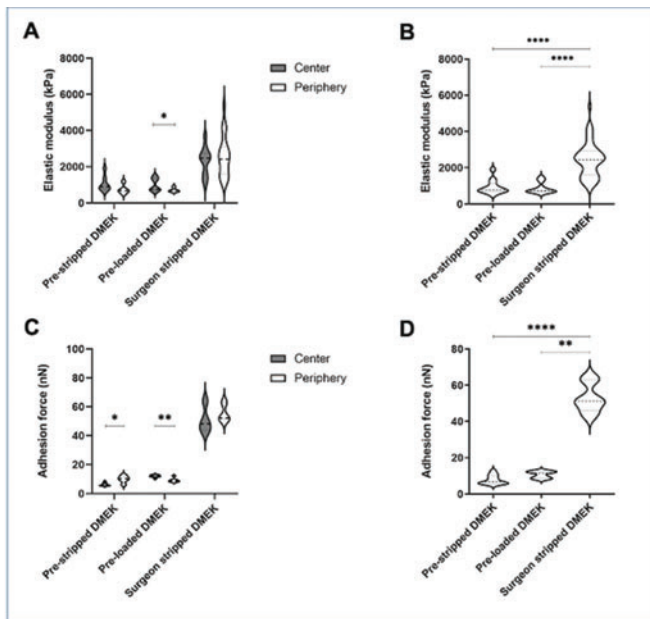 A
Elastic modulus (kPa)
8000
6000
4000
2000
0
*
Center
Periphery
Pre-stripped DMEK
Pre-loaded DMEK
Surgeon stripped DMEK
B
Elastic modulus (kPa)
8000
6000
4000
2000
0
****
****
Pre-stripped DMEK
Pre-loaded DMEK
Surgeon stripped DMEK
C
Adhesion force (nN)
100
80
60
40
20
0
*
**
Center
Periphery
Pre-stripped DMEK
Pre-loaded DMEK
Surgeon stripped DMEK
D
Adhesion force (nN)
80
60
40
20
0
****
**
Pre-stripped DMEK
Pre-loaded DMEK
Surgeon stripped DMEK